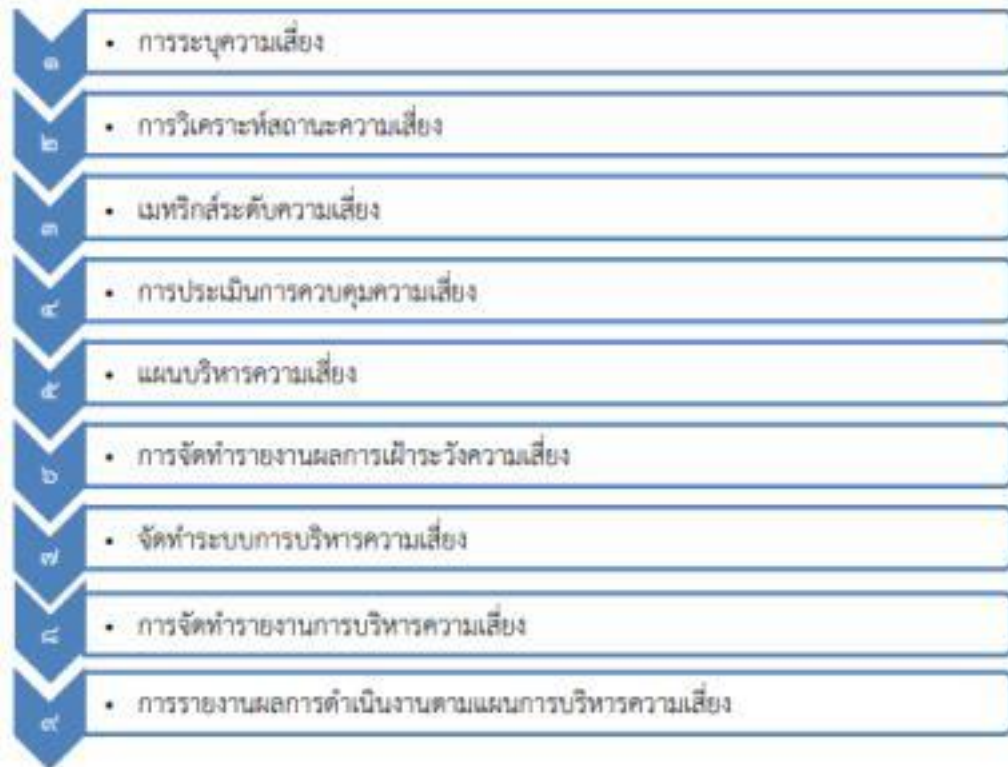 ๑
• การระบุความเสี่ยง
๒
• การวิเคราะห์สถานะความเสี่ยง
๓
• เมทริกส์ระดับความเสี่ยง
๔
• การประเมินการควบคุมความเสี่ยง
๕
• แผนบริหารความเสี่ยง
๖
• การจัดทำรายงานผลการเฝ้าระวังความเสี่ยง
๗
• จัดทำระบบการบริหารความเสี่ยง
๘
• การจัดทำรายงานการบริหารความเสี่ยง
๙
• การรายงานผลการดำเนินงานตามแผนการบริหารความเสี่ยง